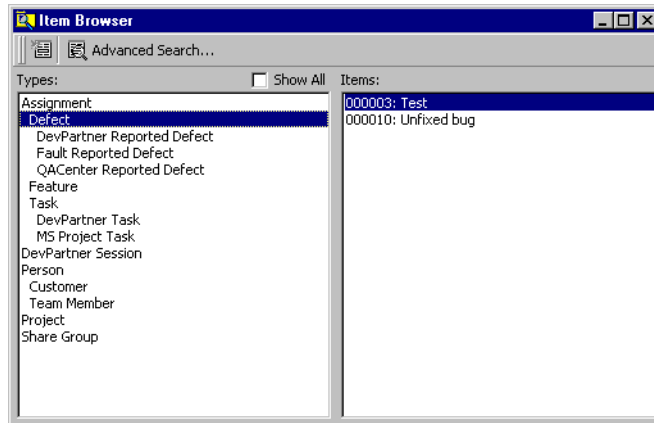 Item Browser
Advanced Search...
Types:
Show All
Items:
Assignment
Defect
DevPartner Reported Defect
Fault Reported Defect
QACenter Reported Defect
Feature
Task
DevPartner Task
MS Project Task
DevPartner Session
Person
Customer
Team Member
Project
Share Group
000003: Test
000010: Unfixed bug